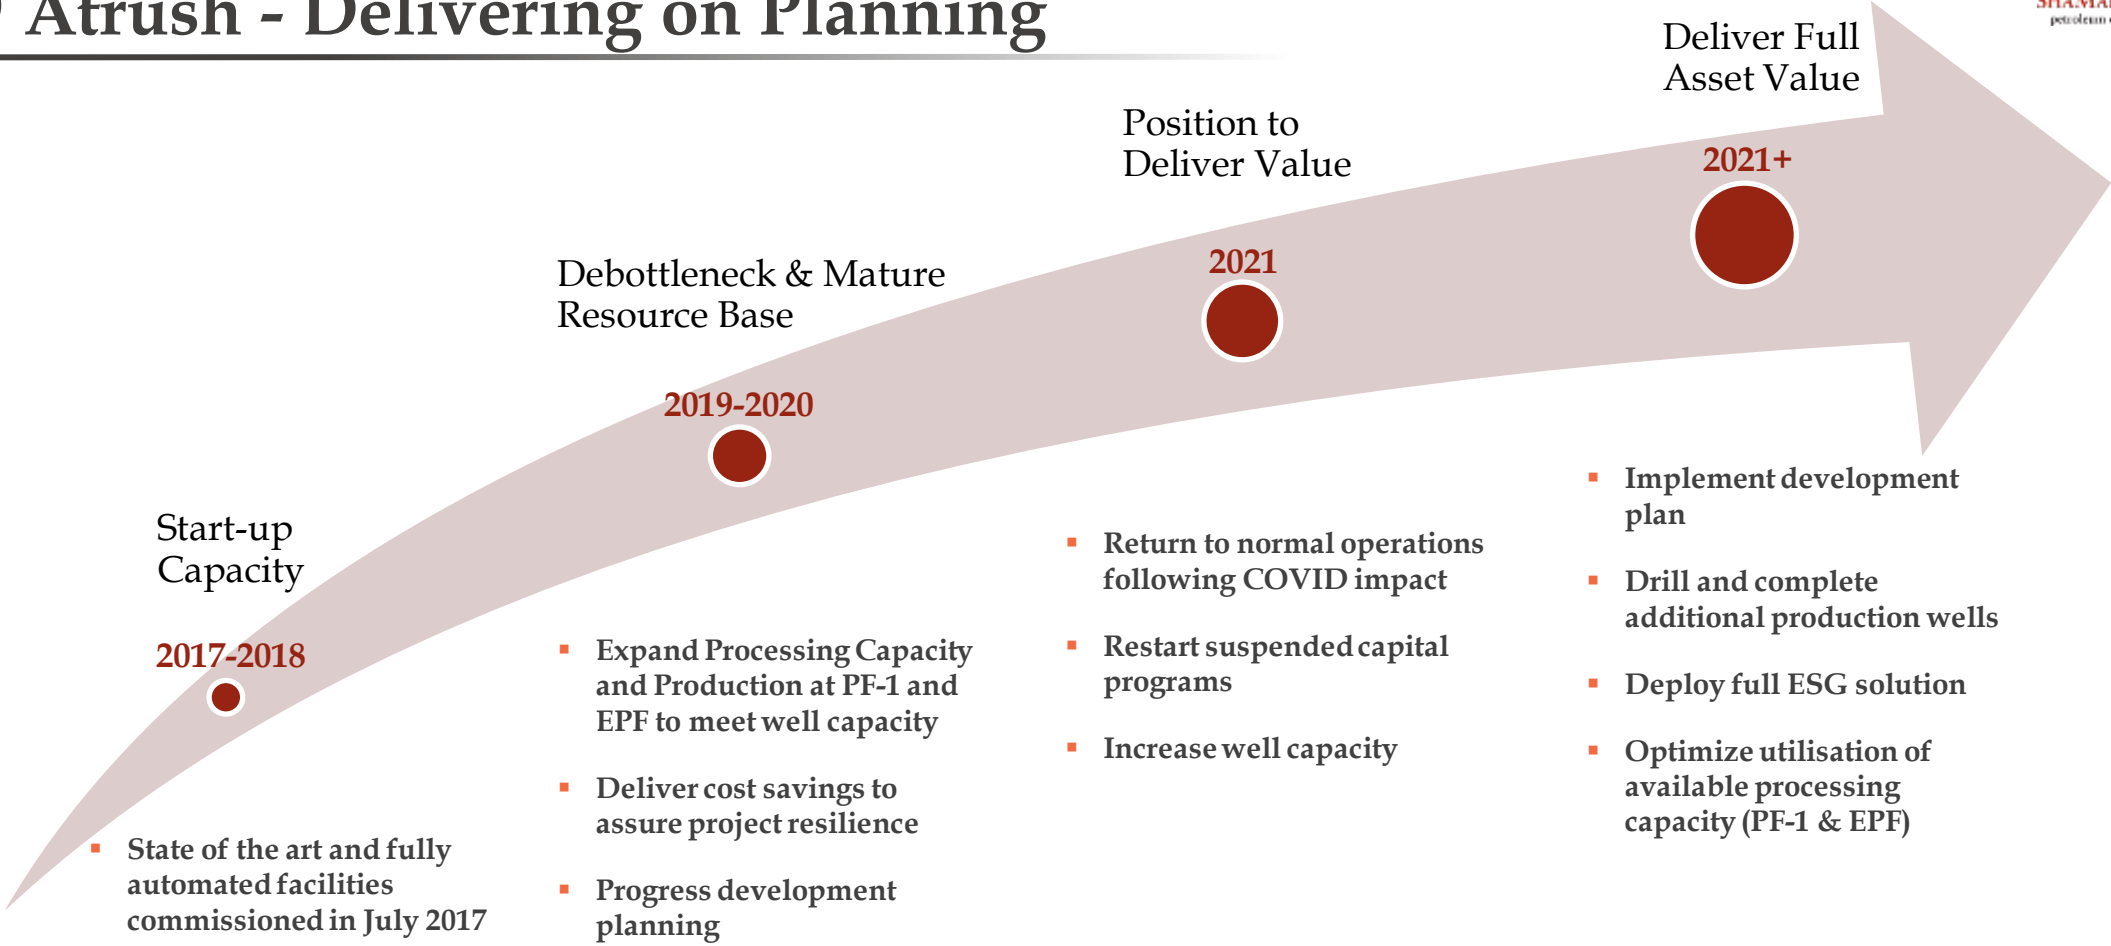 Atrush - Delivering on Planning
petroleum
Deliver Full
Asset Value
2021+
Position to
Deliver Value
2021
Debottleneck & Mature
Resource Base
2019-2020
Start-up
Capacity
2017-2018
▪ State of the art and fully
automated facilities
commissioned in July 2017
▪ Expand Processing Capacity
and Production at PF-1 and
EPF to meet well capacity
▪ Deliver cost savings to
assure project resilience
▪ Progress development
planning
▪ Return to normal operations
following COVID impact
▪ Restart suspended capital
programs
▪ Increase well capacity
▪ Implement development
plan
▪ Drill and complete
additional production wells
▪ Deploy full ESG solution
▪ Optimize utilisation of
available processing
capacity (PF-1 & EPF)